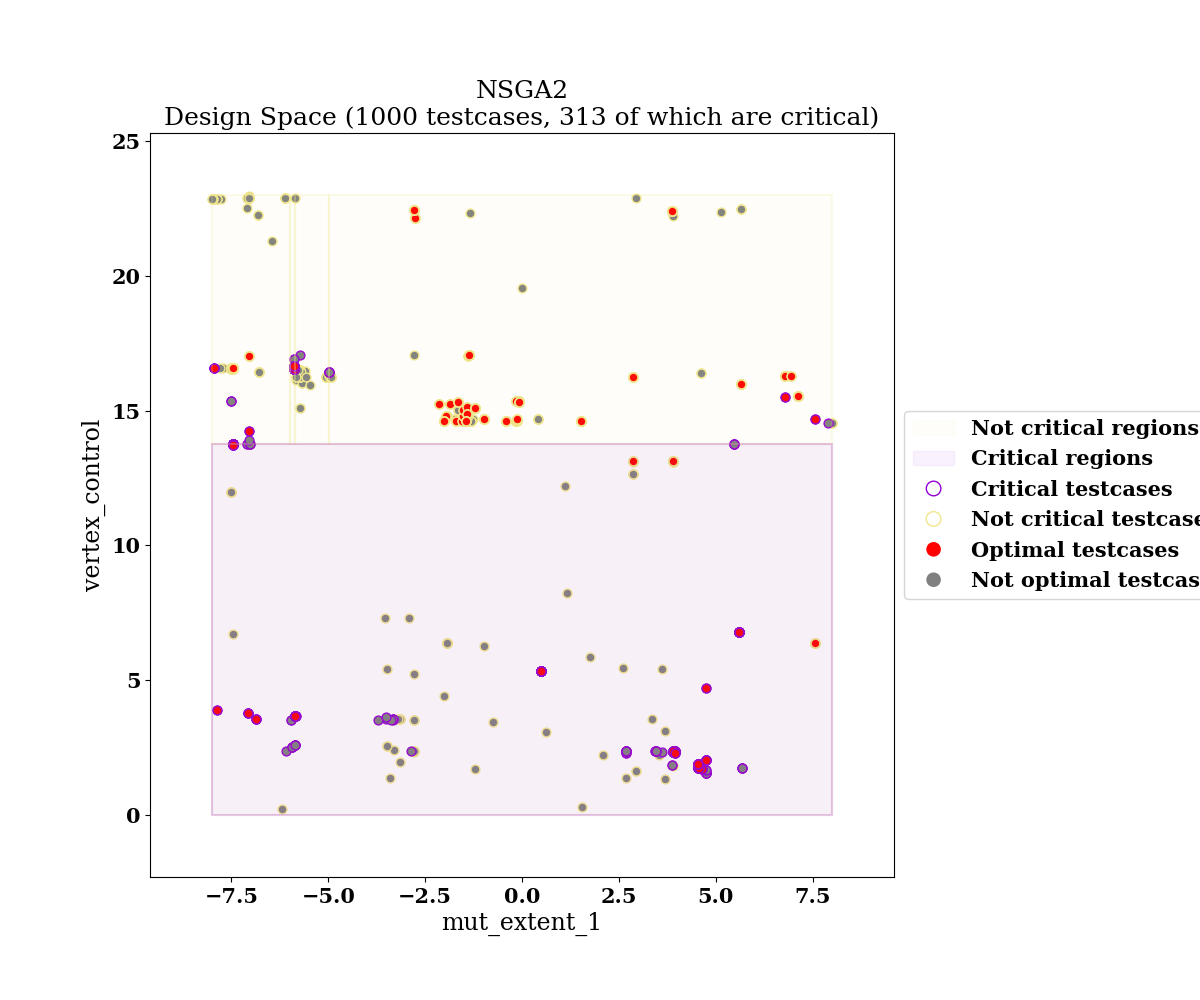 NSGA2
Design Space (1000 testcases, 313 of which are critical)
25
20
15
10
5
0
vertex_control
−7.5
−5.0
−2.5
0.0
2.5
5.0
7.5
mut_extent_1
Not critical regions
Critical regions
Critical testcases
Not critical testcase
Optimal testcases
Not optimal testcas